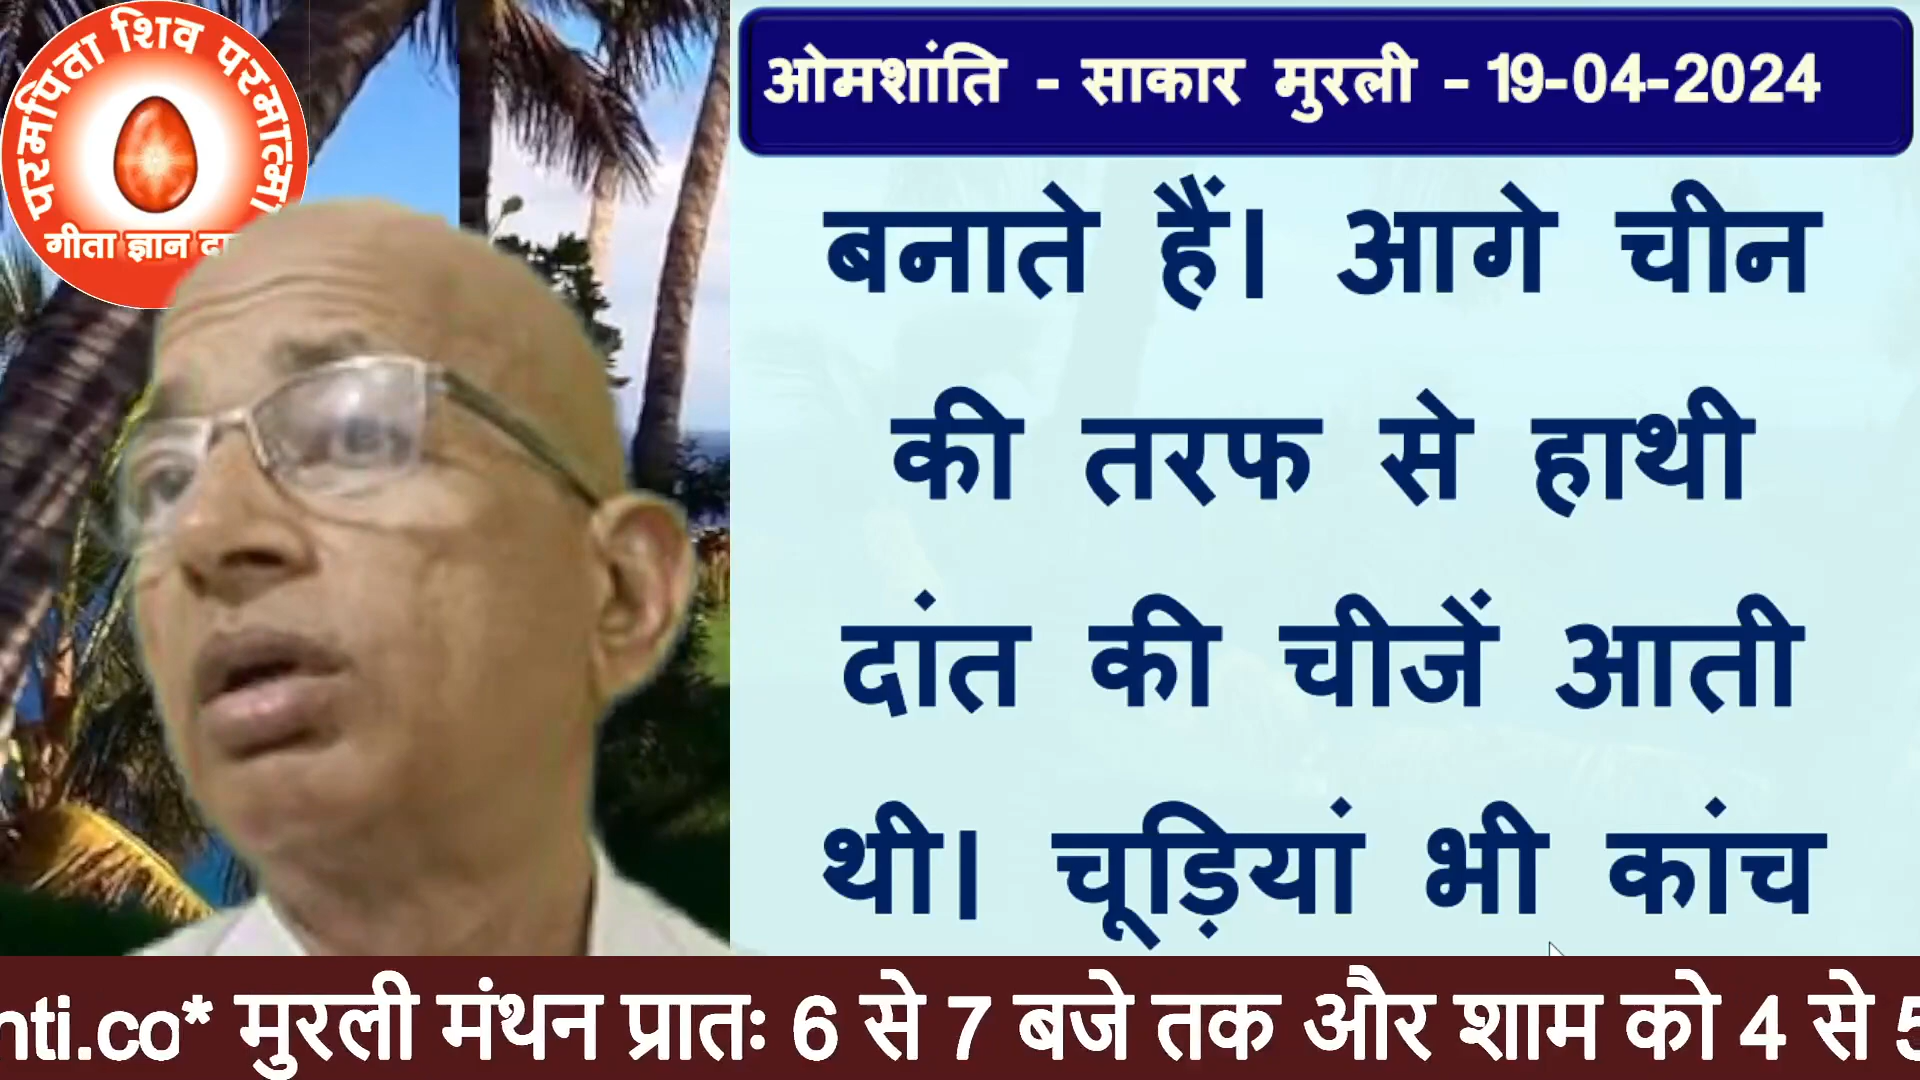 परमपिता शिव परमात्मा
गीता ज्ञान
ओमशांति - साकार मुरली - 19-04-2024
बनाते हैं। आगे चीन
की तरफ से हाथी
दांत की चीजें आती
थी। चूड़ियां भी कांच
nti.co* मुरली मंथन प्रातः 6 से 7 बजे तक और शाम को 4 से 5